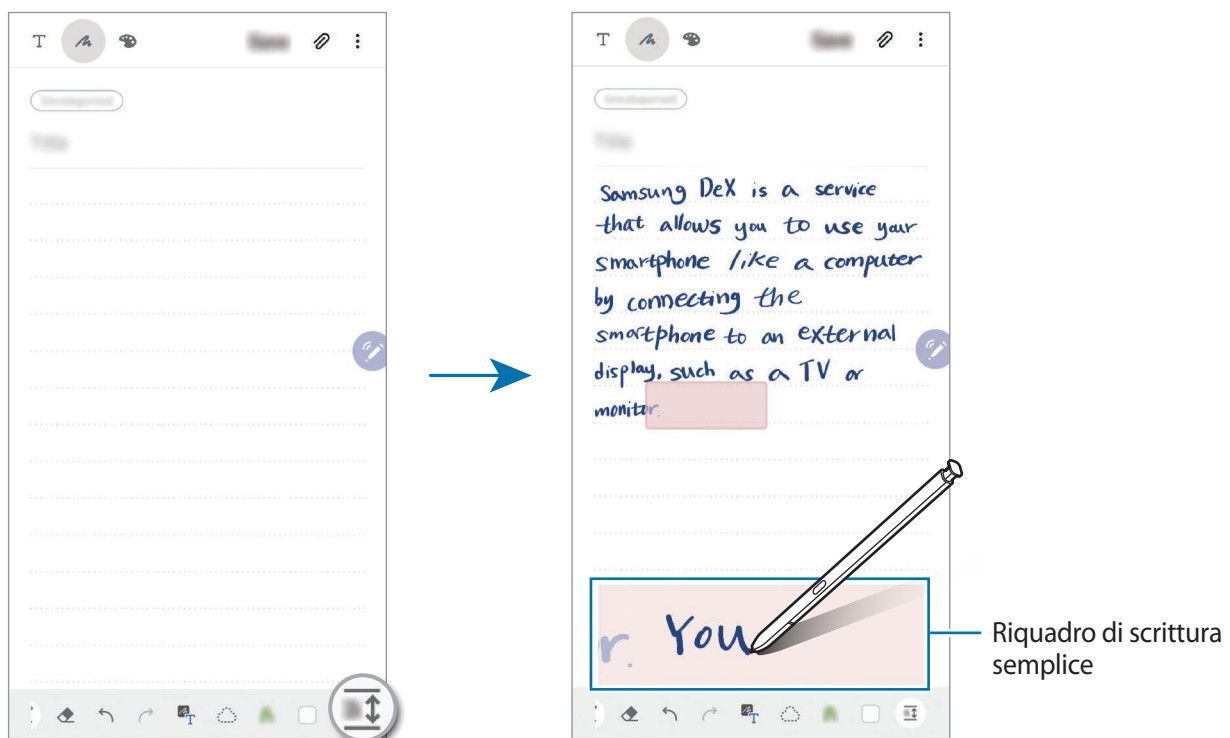 T
T
Samsung DeX is a service
that allows you to use your
smartphone like a computer
by connecting the
smartphone to an external
display, such as a TV or
monitor.
r. You
Riquadro di scrittura
semplice